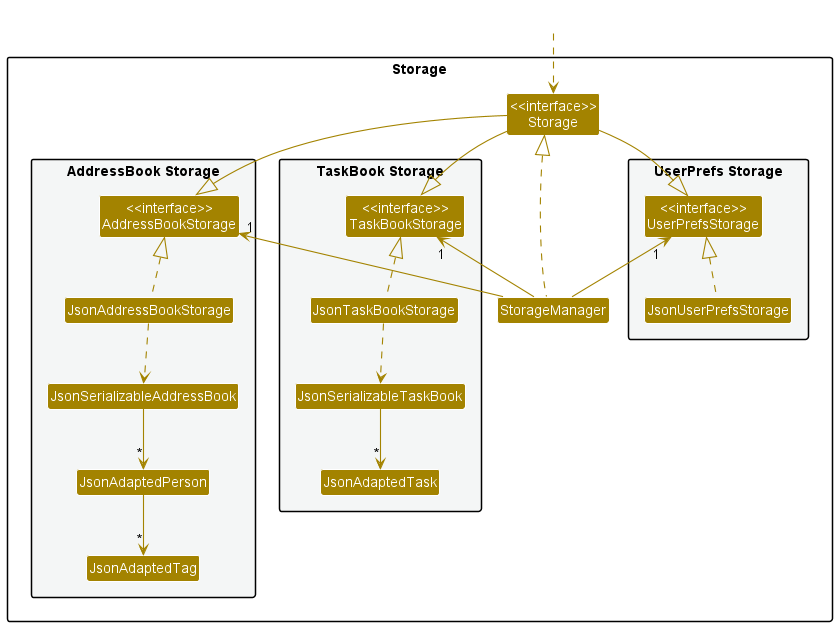 Storage
<<interface>>
Storage
AddressBook Storage
TaskBook Storage
UserPrefs Storage
<<interface>>
AddressBookStorage
<<interface>>
TaskBookStorage
<<interface>>
UserPrefsStorage
1
1
1
JsonAddressBookStorage
JsonTaskBookStorage
StorageManager
JsonUserPrefsStorage
JsonSerializableAddressBook
JsonSerializableTaskBook
*
*
JsonAdaptedPerson
JsonAdaptedTask
*
JsonAdaptedTag